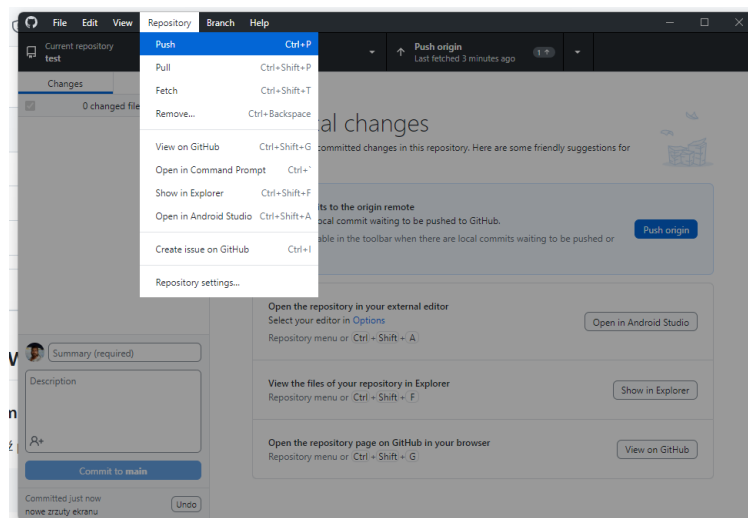 File Edit View Repository Branch Help
Current repository
test
Push origin
Last fetched 3 minutes ago
1
Push Ctrl+P
Pull Ctrl+Shift+P
Fetch Ctrl+Shift+T
Remove... Ctrl+Backspace
View on GitHub Ctrl+Shift+G
Open in Command Prompt Ctrl+`
Show in Explorer Ctrl+Shift+F
Open in Android Studio Ctrl+Shift+A
Create issue on GitHub Ctrl+I
Repository settings...
Changes
0 changed file
al changes
committed changes in this repository. Here are some friendly suggestions for
its to the origin remote
ocal commit waiting to be pushed to GitHub.
able in the toolbar when there are local commits waiting to be pushed or
Push origin
Open the repository in your external editor
Select your editor in Options
Repository menu or Ctrl + Shift + A
Open in Android Studio
View the files of your repository in Explorer
Repository menu or Ctrl + Shift + F
Show in Explorer
Open the repository page on GitHub in your browser
Repository menu or Ctrl + Shift + G
View on GitHub
Summary (required)
Description
Commit to main
Committed just now
nowe zrzuty ekranu
Undo